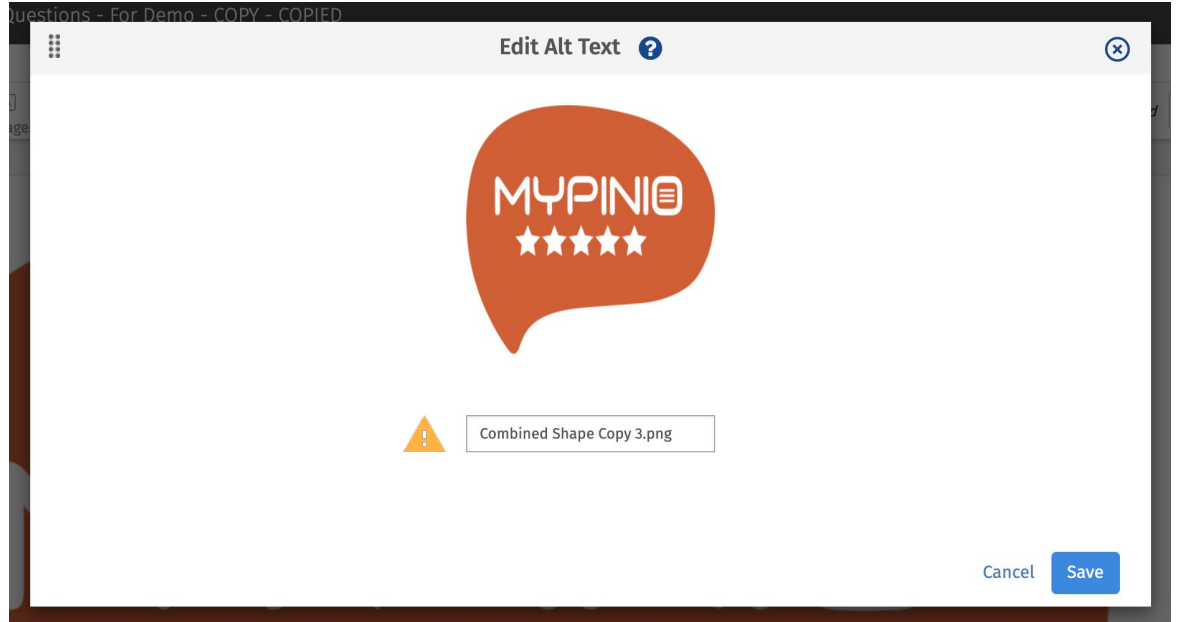 Questions - For Demo - COPY - COPIED
Edit Alt Text ?
MYPINIO
Combined Shape Copy 3.png
Cancel Save